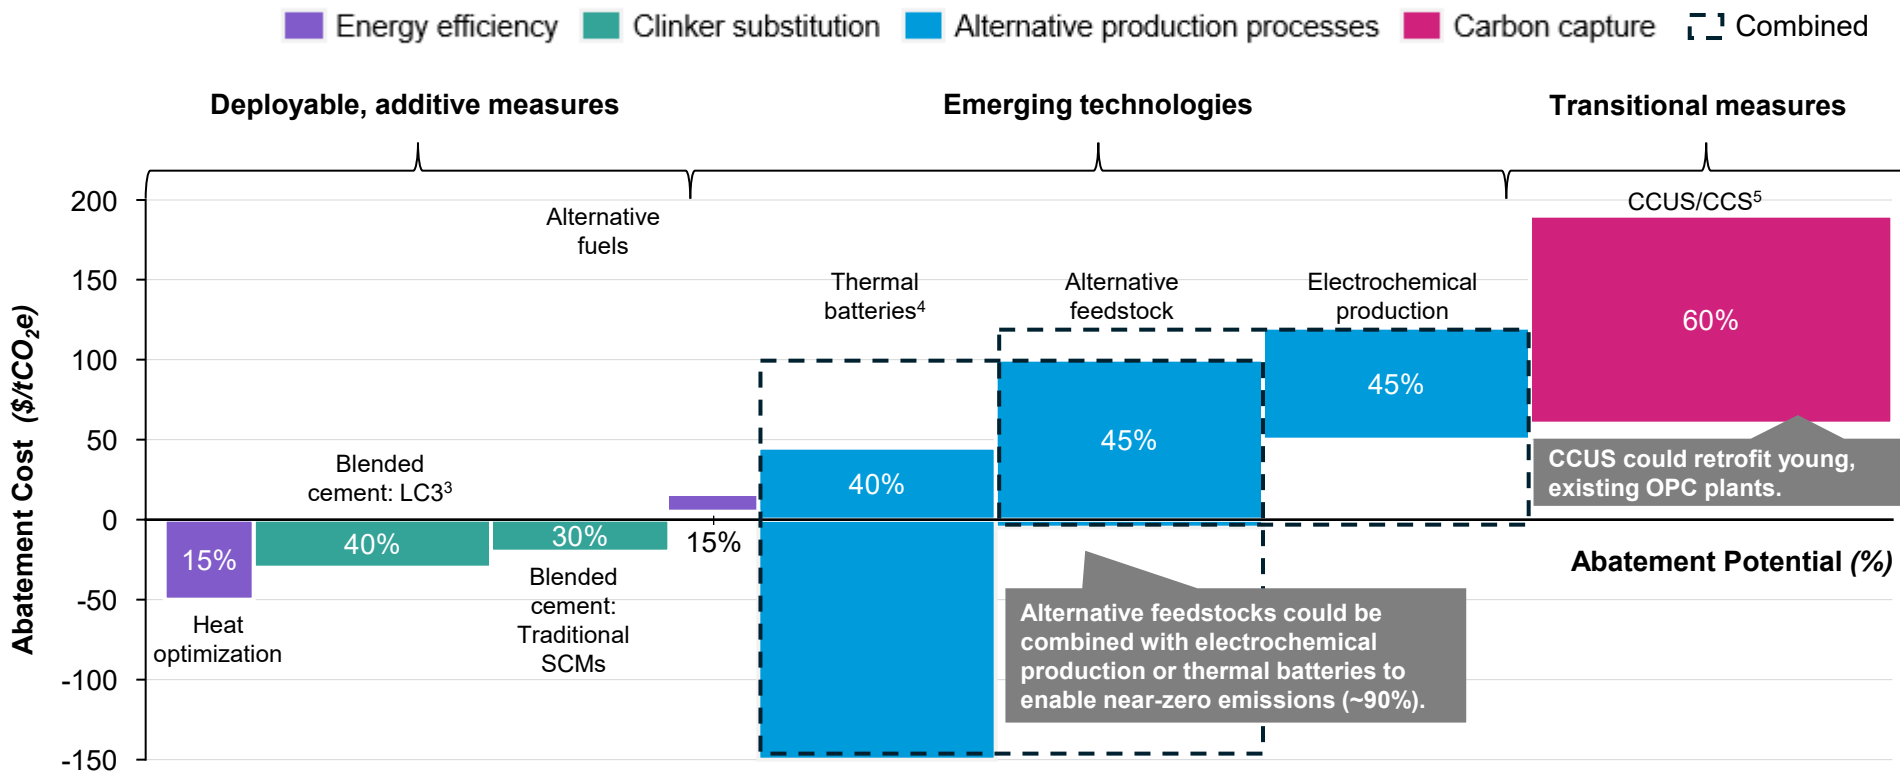 Energy efficiency
Clinker substitution
Alternative production processes
Carbon capture
Combined
Deployable, additive measures
Emerging technologies
Transitional measures
Abatement Cost ($/tCO₂e)
200
150
100
50
0
-50
-100
-150
Heat
optimization
15%
Blended
cement: LC3³
40%
30%
Blended
cement:
Traditional
SCMs
Alternative
fuels
15%
Thermal
batteries⁴
40%
Alternative
feedstock
45%
Electrochemical
production
45%
CCUS/CCS⁵
60%
CCUS could retrofit young,
existing OPC plants.
Abatement Potential (%)
Alternative feedstocks could be
combined with electrochemical
production or thermal batteries to
enable near-zero emissions (~90%).